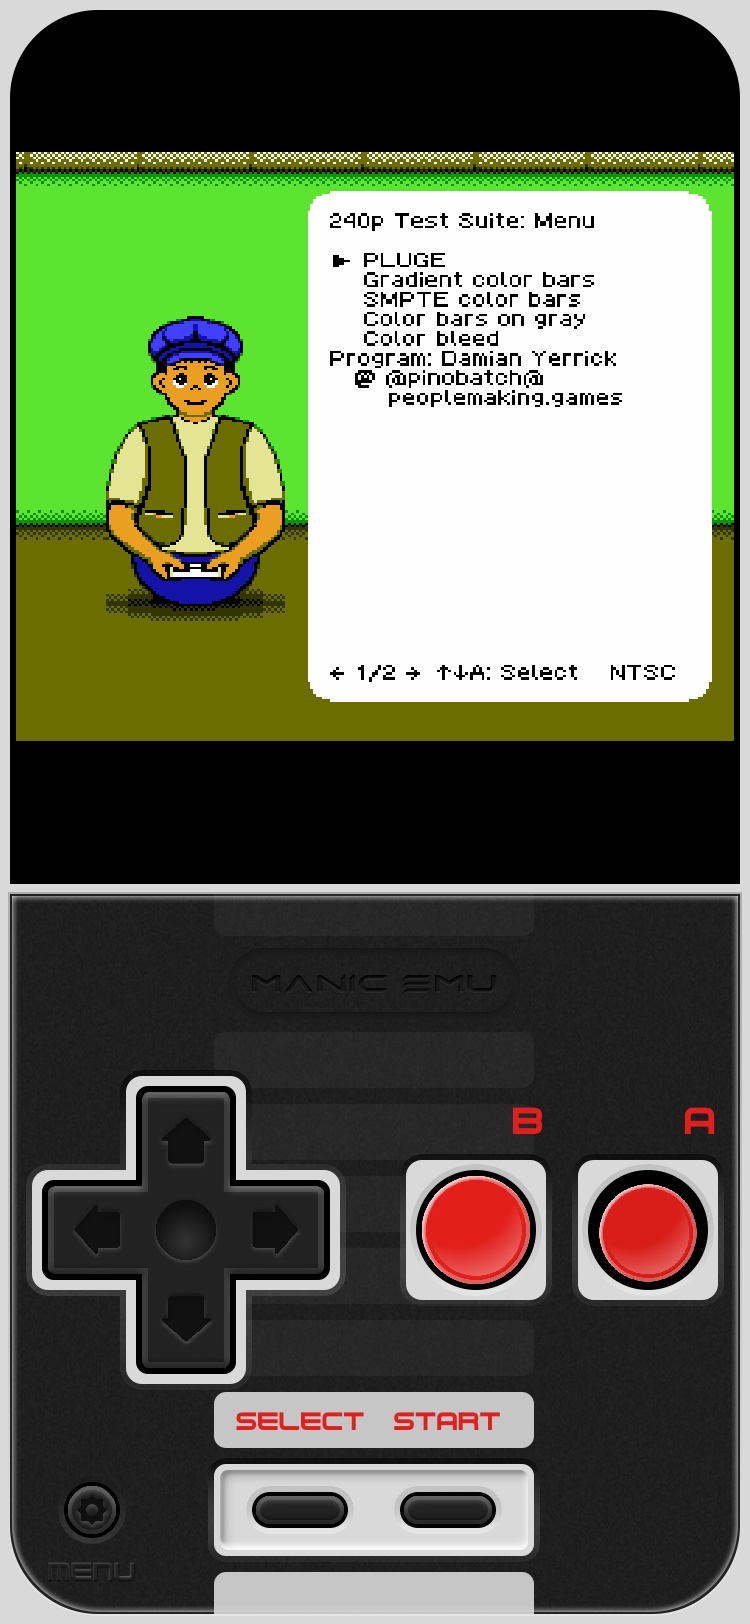 240p Test Suite: Menu
► PLUGE
Gradient color bars
SMPTE color bars
Color bars on gray
Color bleed
Program: Damian Yerrick
@pinobatch@
peoplemaking.games
← 1/2 → ↑↓A: Select NTSC
MANIC EMU
B A
SELECT START
MENU